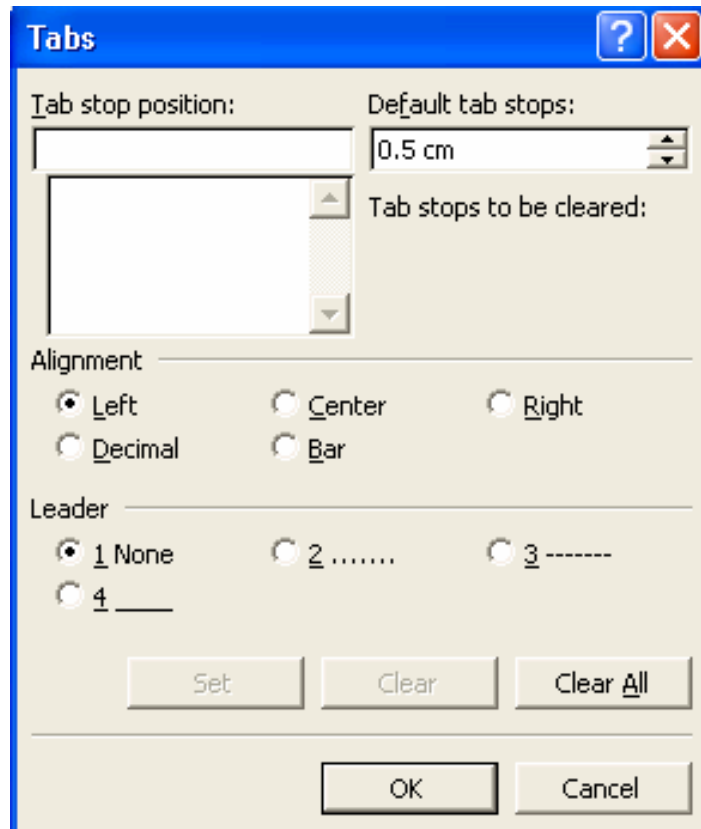 Tabs
Tab stop position:
Default tab stops:
0.5 cm
Tab stops to be cleared:
Alignment
Left Center Right
Decimal Bar
Leader
1 None 2 ....... 3 -------
4 ____
Set Clear Clear All
OK Cancel